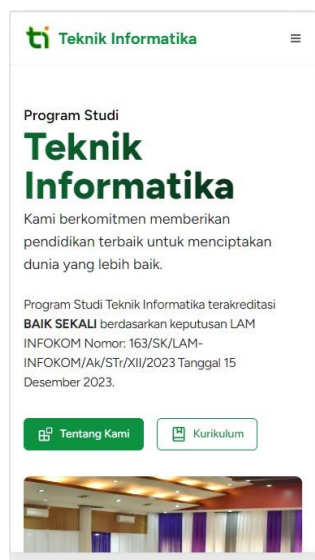 ti Teknik Informatika
Program Studi
Teknik
Informatika
Kami berkomitmen memberikan
pendidikan terbaik untuk menciptakan
dunia yang lebih baik.
Program Studi Teknik Informatika terakreditasi
BAIK SEKALI berdasarkan keputusan LAM
INFOKOM Nomor: 163/SK/LAM-
INFOKOM/Ak/STr/XII/2023 Tanggal 15
Desember 2023.
Tentang Kami
Kurikulum